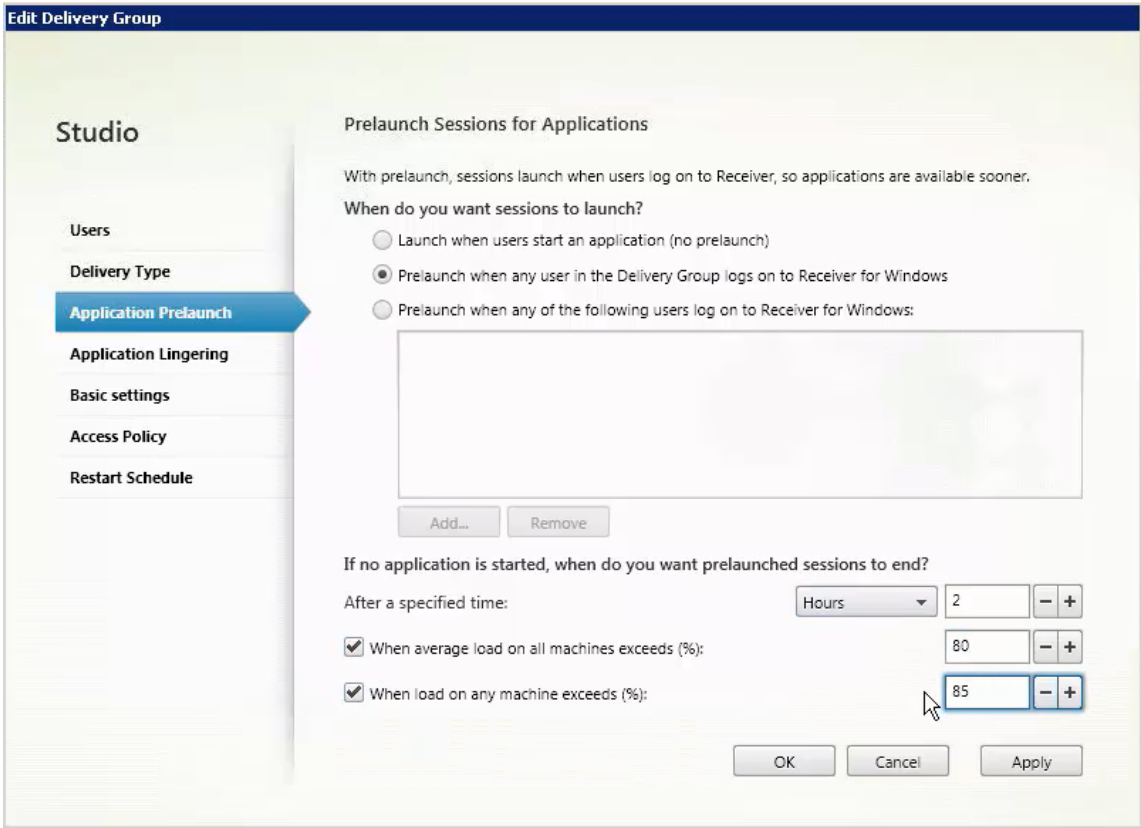 Edit Delivery Group
Studio
Users
Delivery Type
Application Prelaunch
Application Lingering
Basic settings
Access Policy
Restart Schedule
Prelaunch Sessions for Applications
With prelaunch, sessions launch when users log on to Receiver, so applications are available sooner.
When do you want sessions to launch?
Launch when users start an application (no prelaunch)
Prelaunch when any user in the Delivery Group logs on to Receiver for Windows
Prelaunch when any of the following users log on to Receiver for Windows:
Add... Remove
If no application is started, when do you want prelaunched sessions to end?
After a specified time: Hours 2 − +
When average load on all machines exceeds (%): 80 − +
When load on any machine exceeds (%): 85 − +
OK Cancel Apply